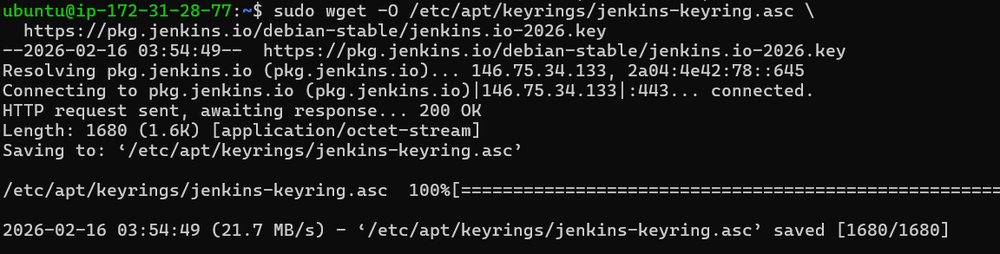 ubuntu@ip-172-31-28-77:~$ sudo wget -O /etc/apt/keyrings/jenkins-keyring.asc \
  https://pkg.jenkins.io/debian-stable/jenkins.io-2026.key
--2026-02-16 03:54:49--  https://pkg.jenkins.io/debian-stable/jenkins.io-2026.key
Resolving pkg.jenkins.io (pkg.jenkins.io)... 146.75.34.133, 2a04:4e42:78::645
Connecting to pkg.jenkins.io (pkg.jenkins.io)|146.75.34.133|:443... connected.
HTTP request sent, awaiting response... 200 OK
Length: 1680 (1.6K) [application/octet-stream]
Saving to: ‘/etc/apt/keyrings/jenkins-keyring.asc’
/etc/apt/keyrings/jenkins-keyring.asc  100%[====================================================
2026-02-16 03:54:49 (21.7 MB/s) - ‘/etc/apt/keyrings/jenkins-keyring.asc’ saved [1680/1680]